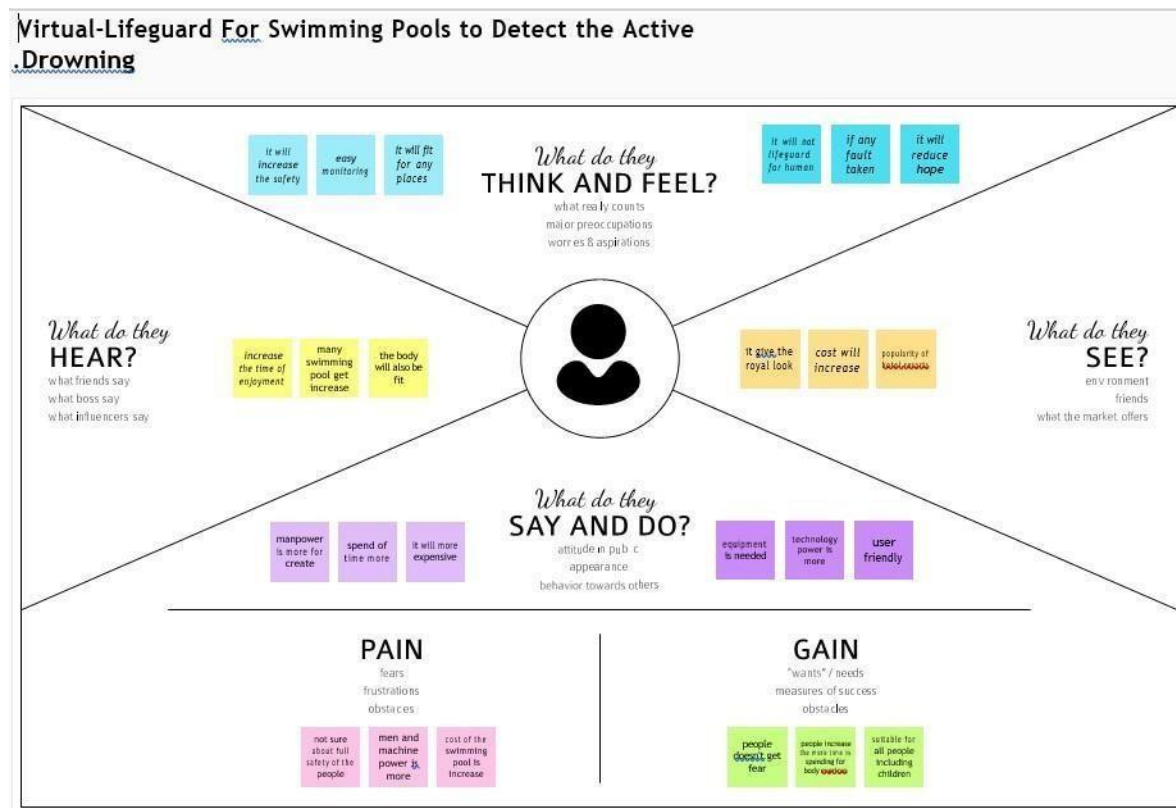 Virtual-Lifeguard For Swimming Pools to Detect the Active
.Drowning
it will
increase
the safety
easy
monitoring
it will fit
for any
places
What do they
THINK AND FEEL?
what really counts
major preoccupations
worries & aspirations
it will not
lifeguard
for human
if any
fault
taken
it will
reduce
hope
What do they
HEAR?
what friends say
what boss say
what influencers say
increase
the time of
enjoyment
many
swimming
pool get
increase
the body
will also be
fit
it give the
royal look
cost will
increase
popularity of
What do they
SEE?
environment
friends
what the market offers
manpower
is more for
create
spend of
time more
it will more
expensive
What do they
SAY AND DO?
attitude in public
appearance
behavior towards others
equipment
is needed
technology
power is
more
user
friendly
PAIN
fears
frustrations
obstaces
not sure
about full
safety of the
people
men and
machine
power is
more
cost of the
swimming
pool is
increase
GAIN
"wants" / needs
measures of success
obstacles
people
doesn't get
fear
people increase
the more time is
spending for
body
suitable for
all people
including
children